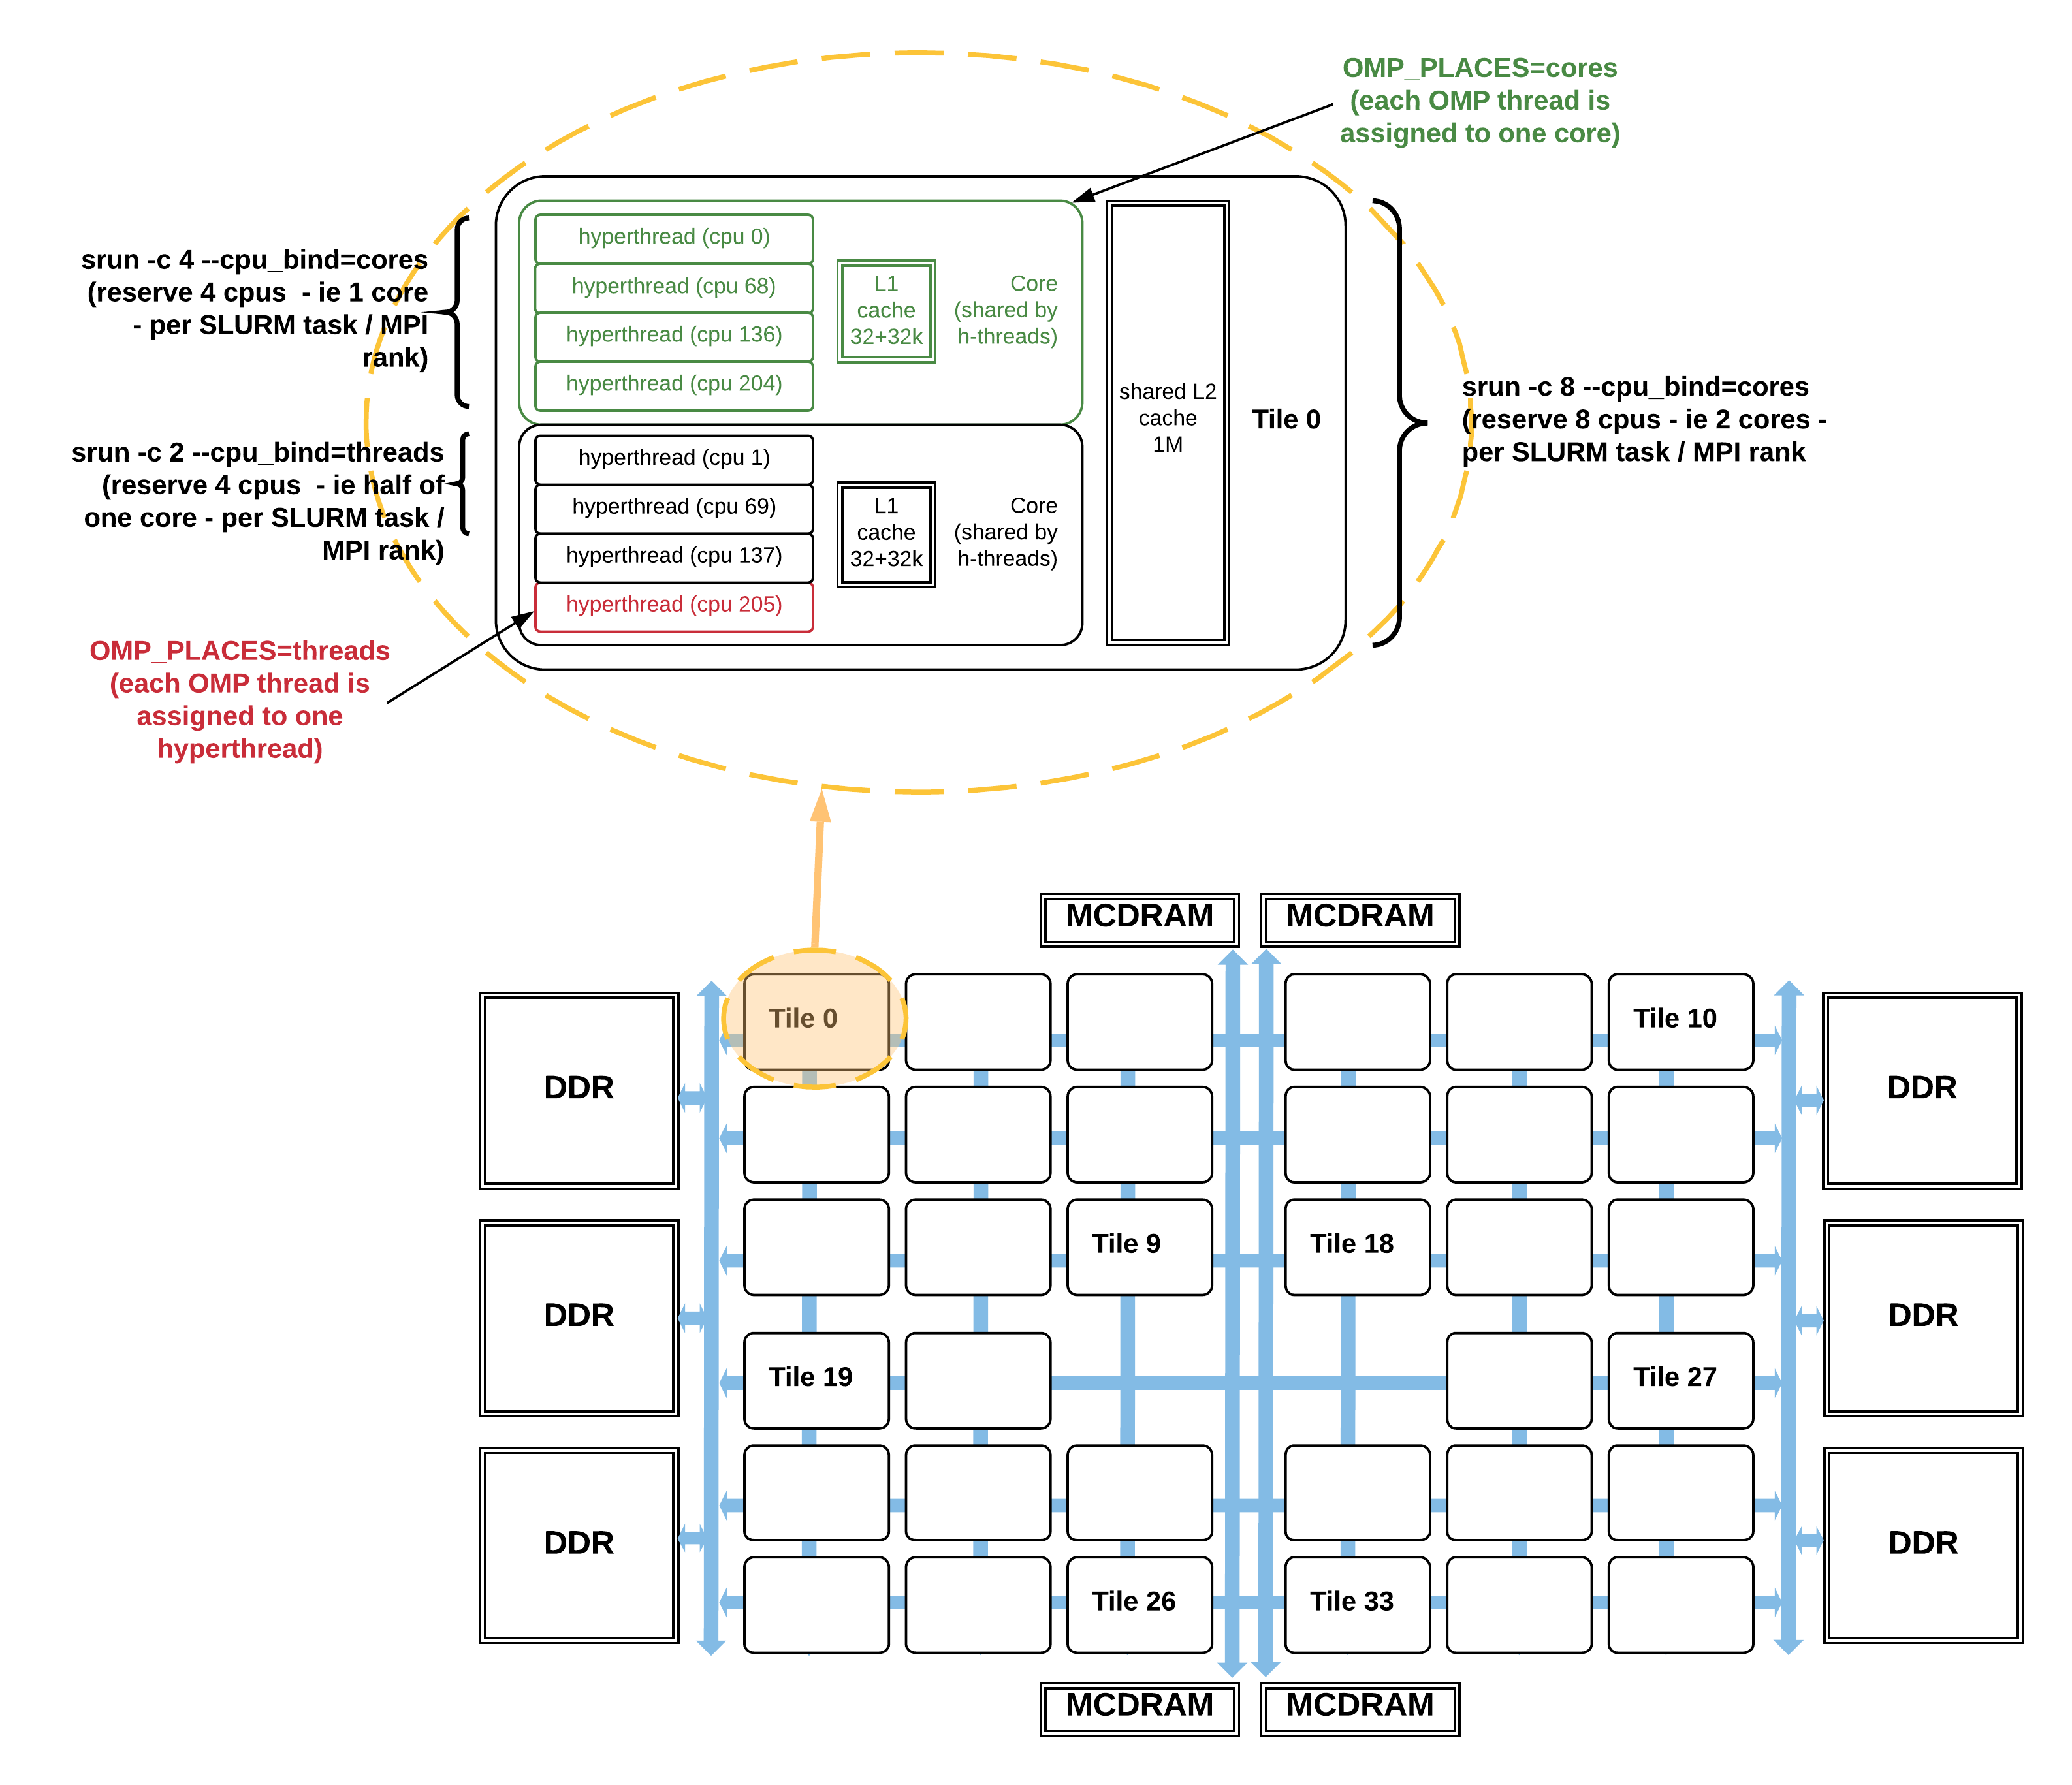 OMP_PLACES=cores
(each OMP thread is
assigned to one core)
srun -c 4 --cpu_bind=cores
(reserve 4 cpus  - ie 1 core
- per SLURM task / MPI
rank)
hyperthread (cpu 0)
hyperthread (cpu 68)
hyperthread (cpu 136)
hyperthread (cpu 204)
L1
cache
32+32k
Core
(shared by
h-threads)
srun -c 2 --cpu_bind=threads
(reserve 4 cpus  - ie half of
one core - per SLURM task /
MPI rank)
hyperthread (cpu 1)
hyperthread (cpu 69)
hyperthread (cpu 137)
hyperthread (cpu 205)
L1
cache
32+32k
Core
(shared by
h-threads)
shared L2
cache
1M
Tile 0
srun -c 8 --cpu_bind=cores
(reserve 8 cpus - ie 2 cores -
per SLURM task / MPI rank
OMP_PLACES=threads
(each OMP thread is
assigned to one
hyperthread)
MCDRAM
MCDRAM
Tile 0
Tile 10
DDR
DDR
Tile 9
Tile 18
DDR
DDR
Tile 19
Tile 27
DDR
DDR
Tile 26
Tile 33
MCDRAM
MCDRAM